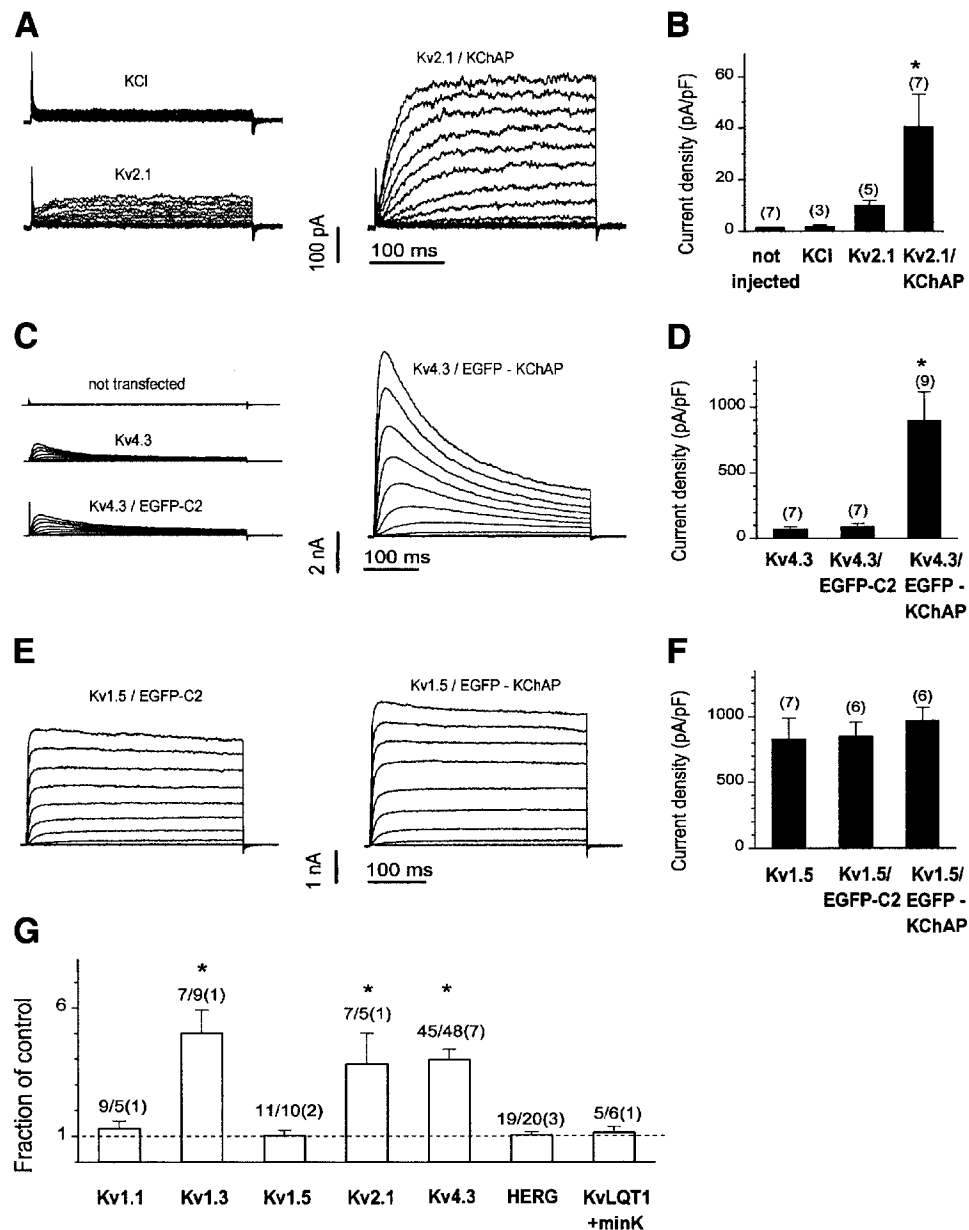 A
KCl
Kv2.1
Kv2.1 / KChAP
100 pA
100 ms
B
Current density (pA/pF)
60
40
20
0
*
(7)
(3)
(5)
(7)
not injected
KCl
Kv2.1
Kv2.1/ KChAP
C
not transfected
Kv4.3
Kv4.3 / EGFP-C2
Kv4.3 / EGFP - KChAP
2 nA
100 ms
D
Current density (pA/pF)
1000
500
0
*
(7)
(7)
(9)
Kv4.3
Kv4.3/ EGFP-C2
Kv4.3/ EGFP - KChAP
E
Kv1.5 / EGFP-C2
Kv1.5 / EGFP - KChAP
1 nA
100 ms
F
Current density (pA/pF)
1000
500
0
(7)
(6)
(6)
Kv1.5
Kv1.5/ EGFP-C2
Kv1.5/ EGFP - KChAP
G
Fraction of control
6
1
* * *
9/5(1)
7/9(1)
11/10(2)
7/5(1)
45/48(7)
19/20(3)
5/6(1)
Kv1.1
Kv1.3
Kv1.5
Kv2.1
Kv4.3
HERG
KvLQT1 +minK